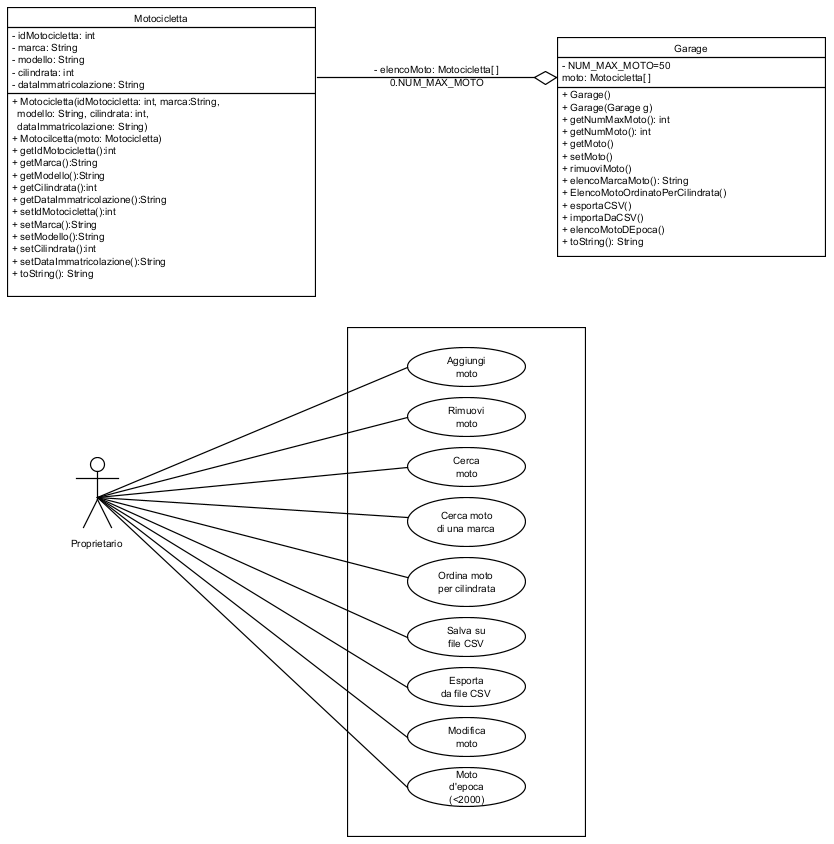 Motocicletta
- idMotocicletta: int
- marca: String
- modello: String
- cilindrata: int
- dataImmatricolazione: String
+ Motocicletta(idMotocicletta: int, marca:String,
modello: String, cilindrata: int,
dataImmatricolazione: String)
+ Motocilcetta(moto: Motocicletta)
+ getIdMotocicletta():int
+ getMarca():String
+ getModello():String
+ getCilindrata():int
+ getDataImmatricolazione():String
+ setIdMotocicletta():int
+ setMarca():String
+ setModello():String
+ setCilindrata():int
+ setDataImmatricolazione():String
+ toString(): String
- elencoMoto: Motocicletta[ ]
0.NUM_MAX_MOTO
Garage
- NUM_MAX_MOTO=50
moto: Motocicletta[ ]
+ Garage()
+ Garage(Garage g)
+ getNumMaxMoto(): int
+ getNumMoto(): int
+ getMoto()
+ setMoto()
+ rimuoviMoto()
+ elencoMarcaMoto(): String
+ ElencoMotoOrdinatoPerCilindrata()
+ esportaCSV()
+ importaDaCSV()
+ elencoMotoDEpoca()
+ toString(): String
Proprietario
Aggiungi
moto
Rimuovi
moto
Cerca
moto
Cerca moto
di una marca
Ordina moto
per cilindrata
Salva su
file CSV
Esporta
da file CSV
Modifica
moto
Moto
d'epoca
(<2000)